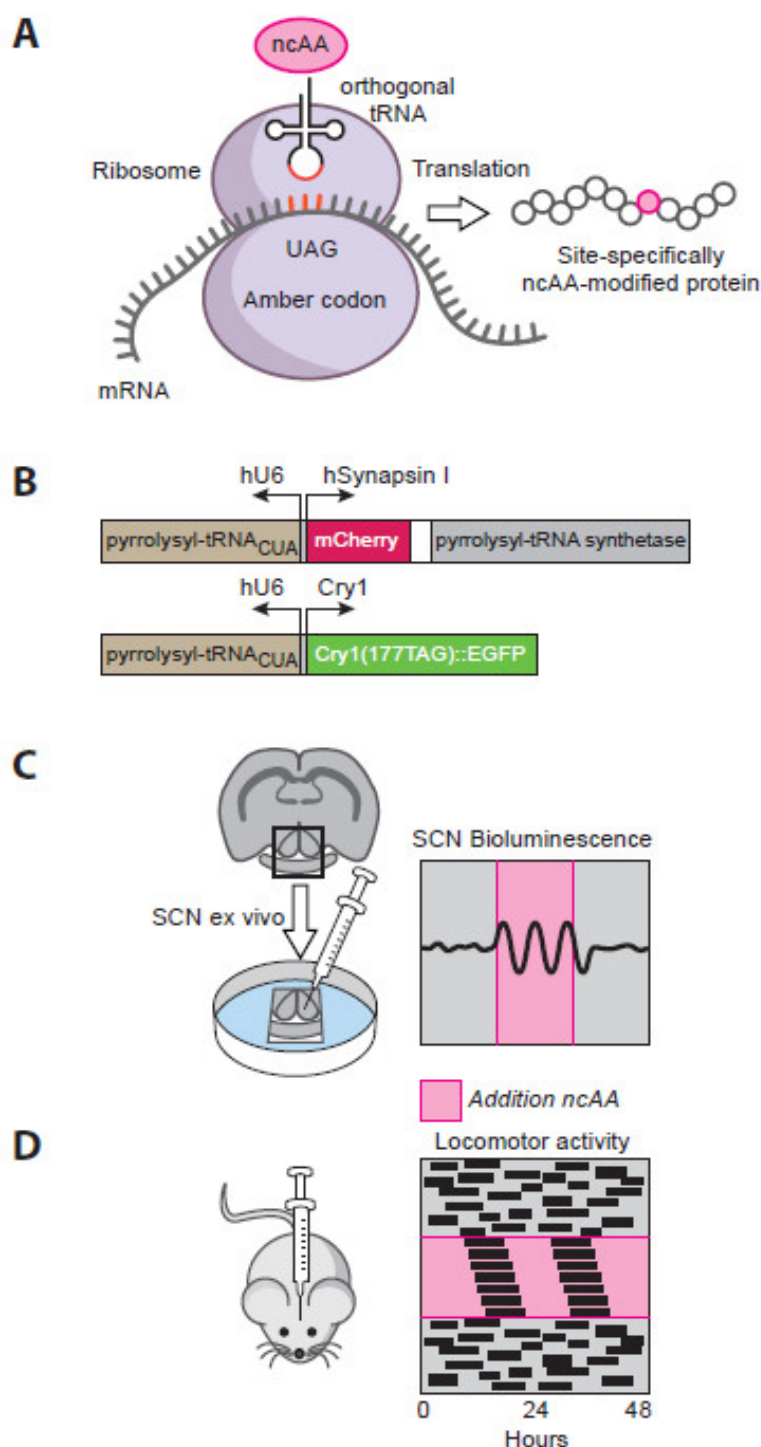 A
ncAA
orthogonal
tRNA
Ribosome
Translation
UAG
Amber codon
Site-specifically
ncAA-modified protein
mRNA
B
hU6
hSynapsin I
pyrrolysyl-tRNACUA
mCherry
pyrrolysyl-tRNA synthetase
hU6
Cry1
pyrrolysyl-tRNACUA
Cry1(177TAG)::EGFP
C
SCN Bioluminescence
SCN ex vivo
Addition ncAA
D
Locomotor activity
0 24 48
Hours